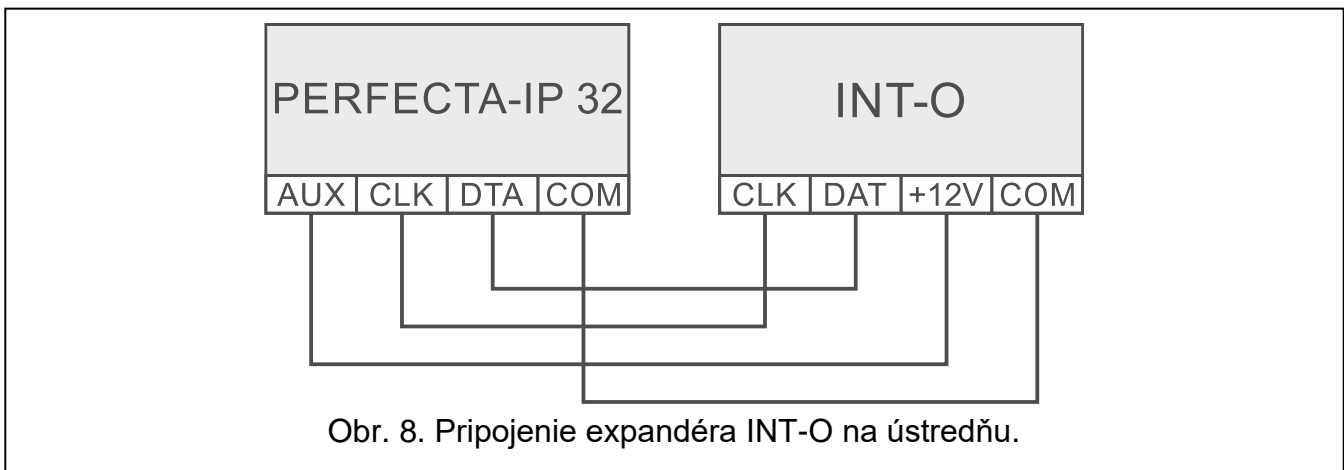 PERFECTA-IP 32 INT-O
AUX CLK DTA COM CLK DAT +12V COM
Obr. 8. Pripojenie expandéra INT-O na ústredňu.